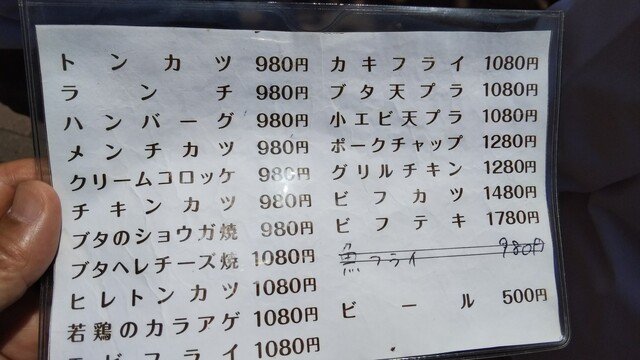 トンカツ 980円
ランチ 980円
ハンバーグ 980円
メンチカツ 980円
クリームコロッケ 980円
チキンカツ 980円
ブタのショウガ焼 980円
ブタヘレチーズ焼 1080円
ヒレトンカツ 1080円
若鶏のカラアゲ 1080円
エビフライ 1080円
カキフライ 1080円
ブタ天プラ 1080円
小エビ天プラ 1080円
ポークチャップ 1280円
グリルチキン 1280円
ビフカツ 1480円
ビフテキ 1780円
魚フライ 980円
ビール 500円